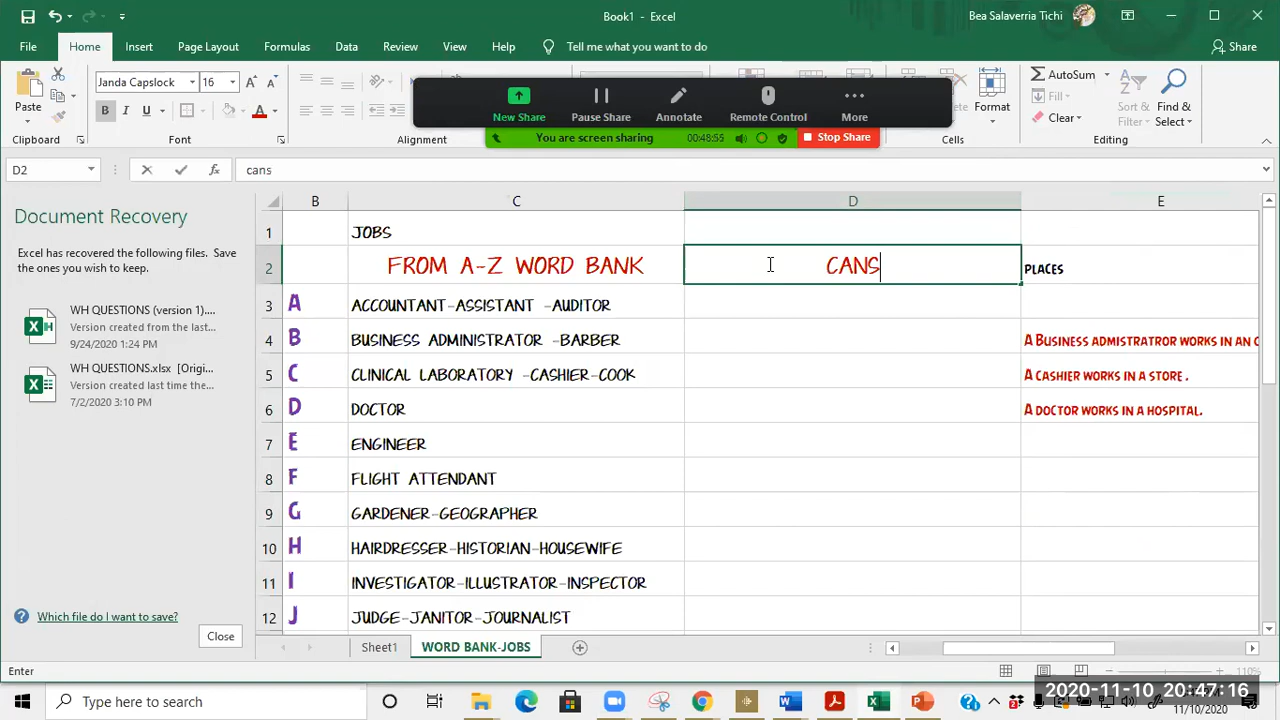 Book1 - Excel
Bea Salaverria Tichi
File Home Insert Page Layout Formulas Data Review View Help Tell me what you want to do Share
Janda Capslock 16
AutoSum
Fill
Clear
Paste
B I U
Format
Sort & Filter
Find & Select
Clipboard Font Alignment Cells Editing
New Share Pause Share Annotate Remote Control More
You are screen sharing 00:48:55 Stop Share
D2 fx cans
Document Recovery
Excel has recovered the following files. Save
the ones you wish to keep.
WH QUESTIONS (version 1)....
Version created from the last...
9/24/2020 1:24 PM
WH QUESTIONS.xlsx [Origi...
Version created last time the...
7/2/2020 3:10 PM
Which file do I want to save?
Close
B C D E
1 JOBS
2 FROM A-Z WORD BANK CANS PLACES
3 A ACCOUNTANT-ASSISTANT -AUDITOR
4 B BUSINESS ADMINISTRATOR -BARBER A BUSINESS ADMISTRATROR WORKS IN AN O
5 C CLINICAL LABORATORY -CASHIER-COOK A CASHIER WORKS IN A STORE .
6 D DOCTOR A DOCTOR WORKS IN A HOSPITAL.
7 E ENGINEER
8 F FLIGHT ATTENDANT
9 G GARDENER-GEOGRAPHER
10 H HAIRDRESSER-HISTORIAN-HOUSEWIFE
11 I INVESTIGATOR-ILLUSTRATOR-INSPECTOR
12 J JUDGE-JANITOR-JOURNALIST
Sheet1 WORD BANK-JOBS
Enter 110%
Type here to search
2020-11-10 20:47:16
11/10/2020